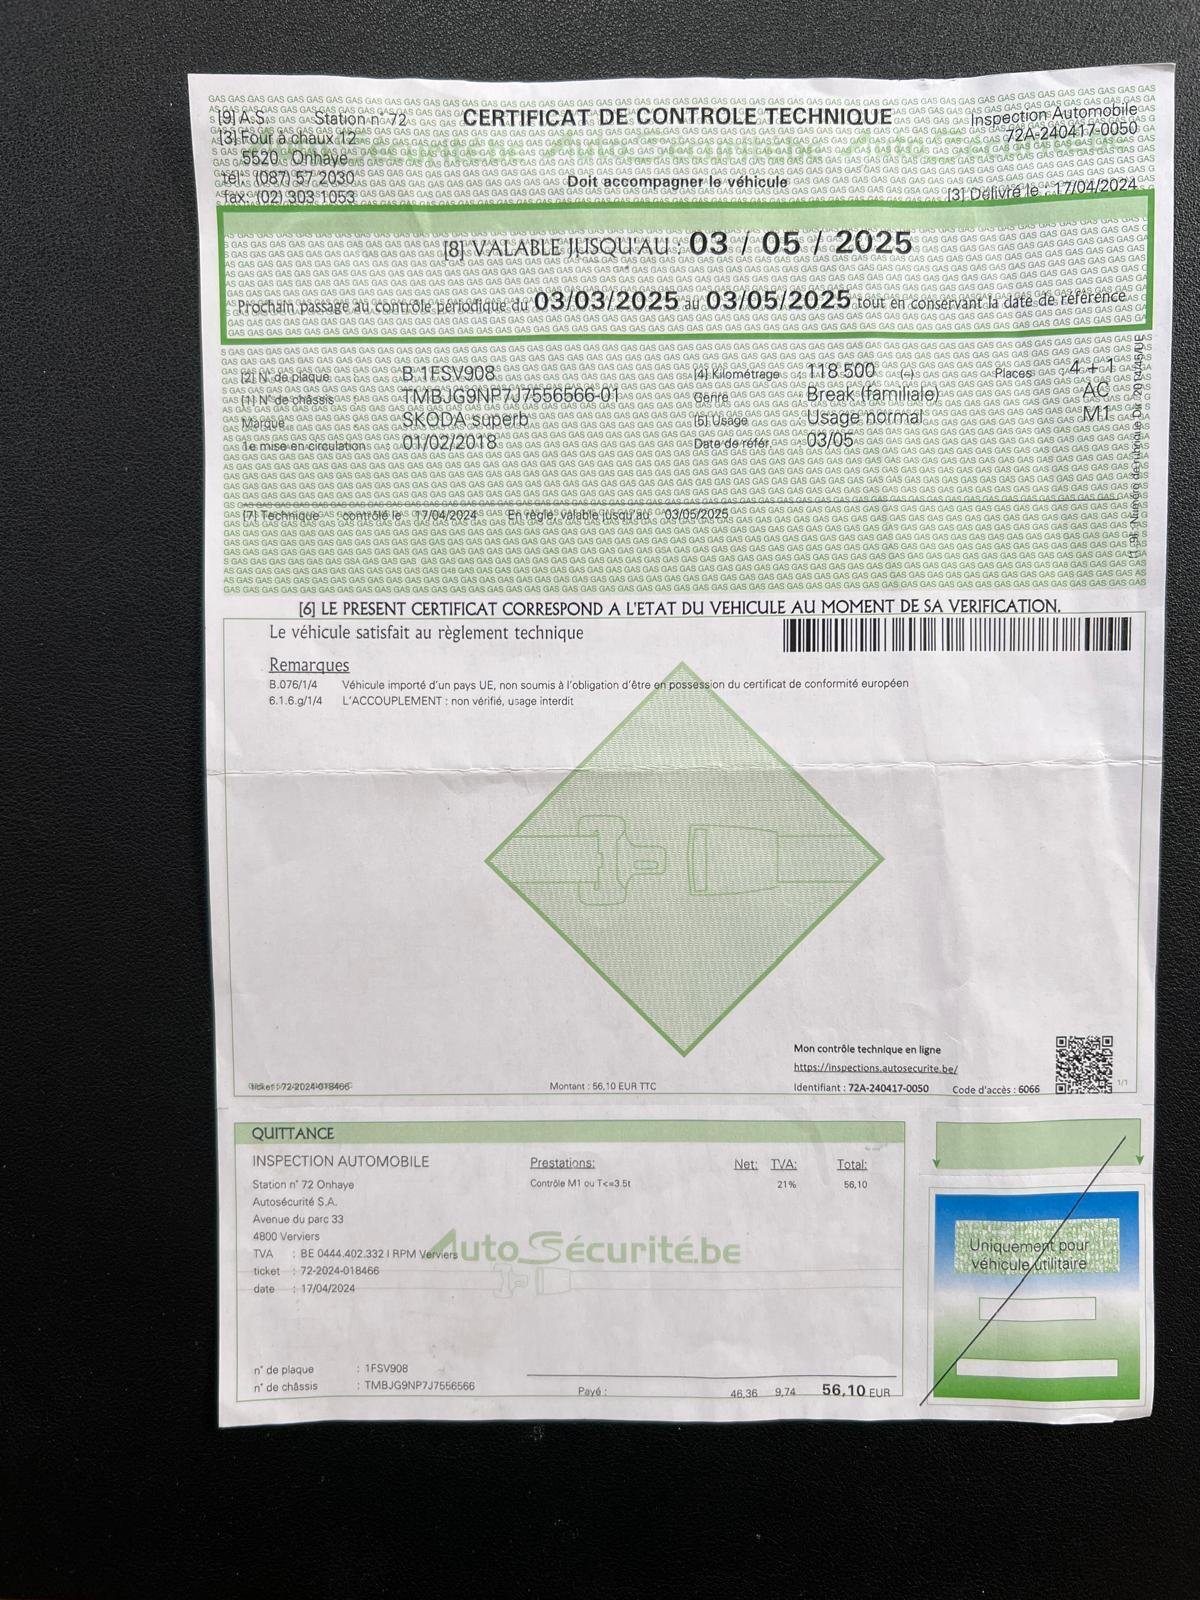 [9] A.S. Station n° 72
CERTIFICAT DE CONTROLE TECHNIQUE
Inspection Automobile
72A-240417-0050
[3] Four à chaux 12
5520 Onhaye
tél: (087) 57 2030
fax: (02) 303 1053
Doit accompagner le véhicule
[3] Délivré le : 17/04/2024
[8] VALABLE JUSQU'AU : 03 / 05 / 2025
Prochain passage au contrôle périodique du 03/03/2025 au 03/05/2025 tout en conservant la date de référence
[2] N° de plaque : B 1FSV908 [4] Kilométrage : 118 500 (-) Places : 4 + 1
[1] N° de châssis : TMBJG9NP7J7556566-01 Genre Break (familiale) AC
Marque SKODA superb [5] Usage Usage normal M1
1e mise en circulation 01/02/2018 Date de référ. 03/05
[7] Technique contrôlé le 17/04/2024 En règle, valable jusqu'au 03/05/2025
[6] LE PRESENT CERTIFICAT CORRESPOND A L'ETAT DU VEHICULE AU MOMENT DE SA VERIFICATION.
Le véhicule satisfait au règlement technique
Remarques
B.076/1/4 Véhicule importé d'un pays UE, non soumis à l'obligation d'être en possession du certificat de conformité européen
6.1.6.g/1/4 L'ACCOUPLEMENT : non vérifié, usage interdit
Mon contrôle technique en ligne
https://inspections.autosecurite.be/
ticket : 72-2024-018466 Montant : 56,10 EUR TTC Identifiant : 72A-240417-0050 Code d'accès : 6066 1/1
QUITTANCE
INSPECTION AUTOMOBILE Prestations: Net: TVA: Total:
Station n° 72 Onhaye Contrôle M1 ou T<=3.5t 21% 56,10
Autosécurité S.A.
Avenue du parc 33
4800 Verviers
TVA : BE 0444.402.332 I RPM Verviers
AutoSécurité.be
ticket : 72-2024-018466
date : 17/04/2024
Uniquement pour
véhicule utilitaire
n° de plaque : 1FSV908
n° de châssis : TMBJG9NP7J7556566
Payé : 46,36 9,74 56,10 EUR